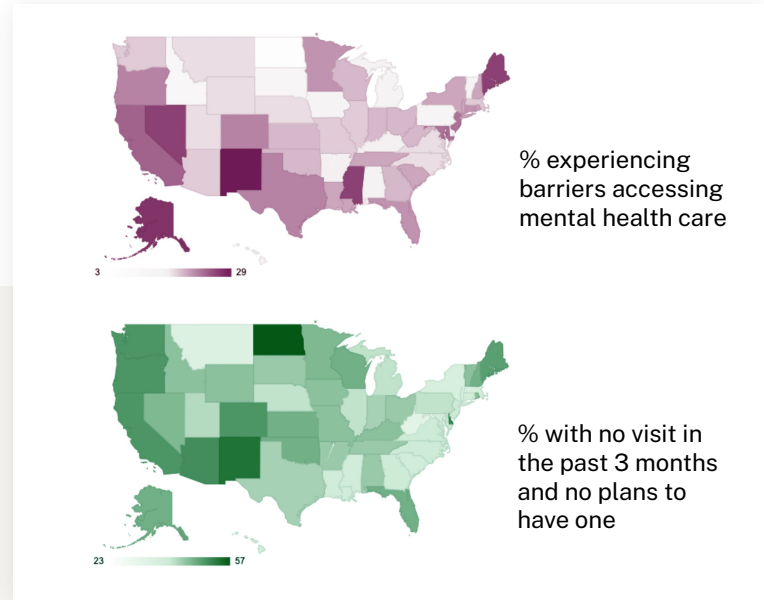 % experiencing
barriers accessing
mental health care
3
29
% with no visit in
the past 3 months
and no plans to
have one
23
57